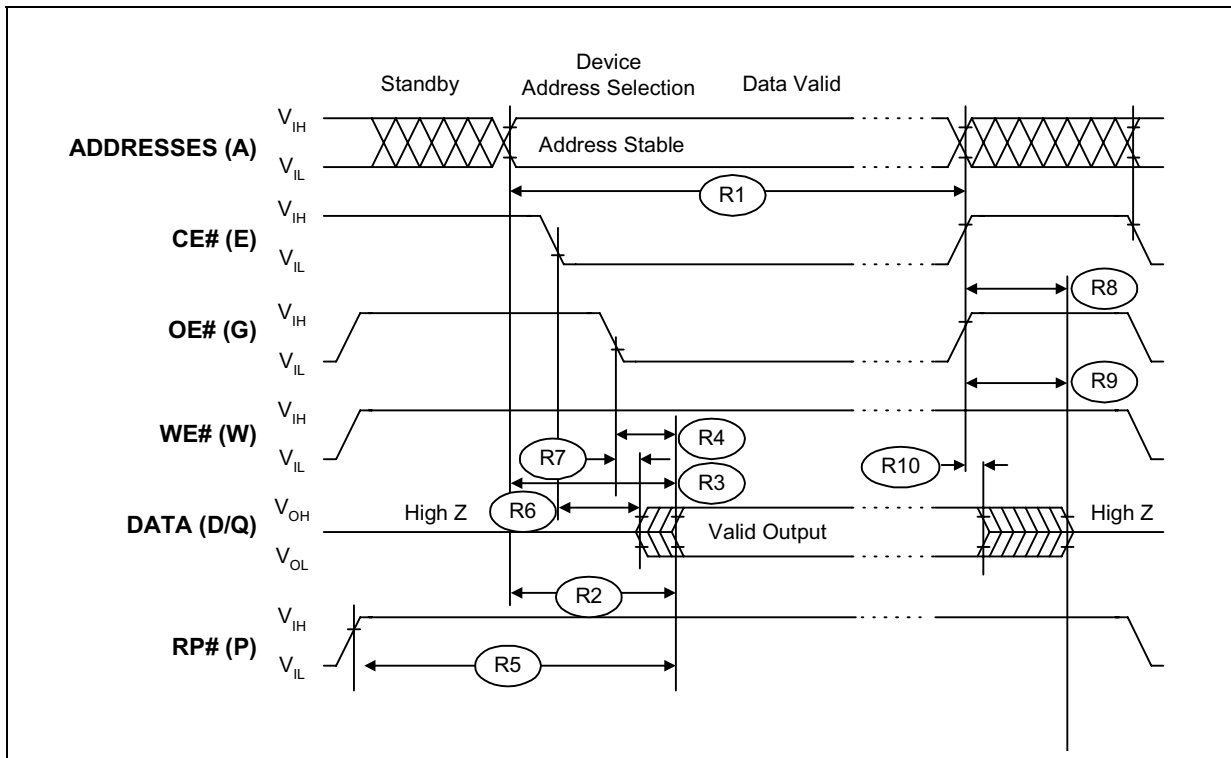 Device
Standby Address Selection Data Valid
V_IH
ADDRESSES (A) Address Stable
V_IL
R1
V_IH
CE# (E)
V_IL
R8
V_IH
OE# (G)
V_IL
R9
V_IH
WE# (W)
R4
V_IL
R7 R10
R3
R6
V_OH High Z High Z
DATA (D/Q) Valid Output
V_OL
R2
V_IH
RP# (P)
V_IL R5